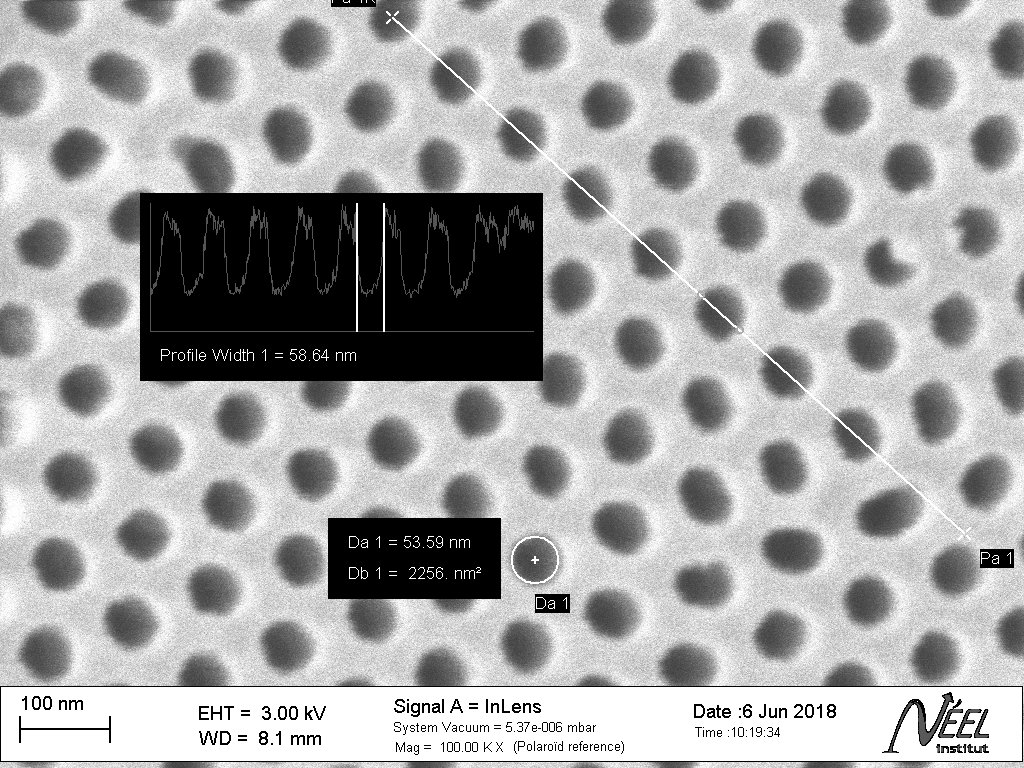 Profile Width 1 = 58.64 nm
Da 1 = 53.59 nm
Db 1 =  2256. nm²
Da 1
Pa 1
100 nm
EHT =  3.00 kV
WD =  8.1 mm
Signal A = InLens
System Vacuum = 5.37e-006 mbar
Mag =  100.00 K X  (Polaroïd reference)
Date :6 Jun 2018
Time :10:19:34
NÉEL
institut